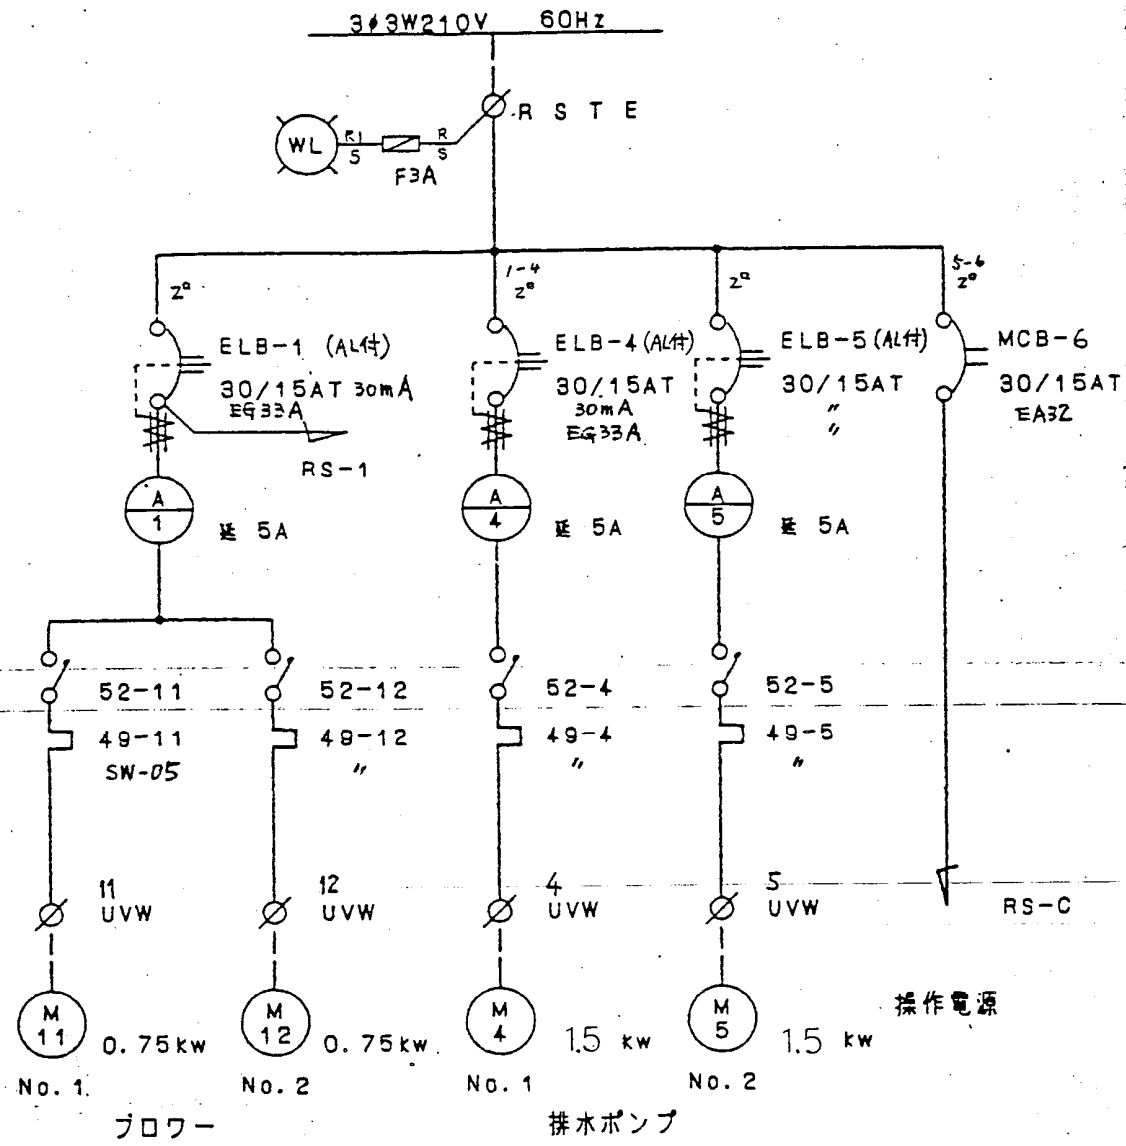 3φ3W210V 60Hz
R S T E
WL
R1
S
R
S
F3A
2°
1-4
2°
2°
5-6
2°
ELB-1 (AL付)
30/15AT 30mA
EG33A
RS-1
ELB-4 (AL付)
30/15AT
30mA
EG33A
ELB-5 (AL付)
30/15AT
〃
〃
MCB-6
30/15AT
EA32
A
1
延 5A
A
4
延 5A
A
5
延 5A
52-11
52-12
52-4
52-5
49-11
SW-05
49-12
〃
49-4
〃
49-5
〃
11
UVW
12
UVW
4
UVW
5
UVW
RS-C
操作電源
M
11
0.75kw
M
12
0.75kw
M
4
1.5 kw
M
5
1.5 kw
No.1
No.2
No.1
No.2
ブロワー
排水ポンプ